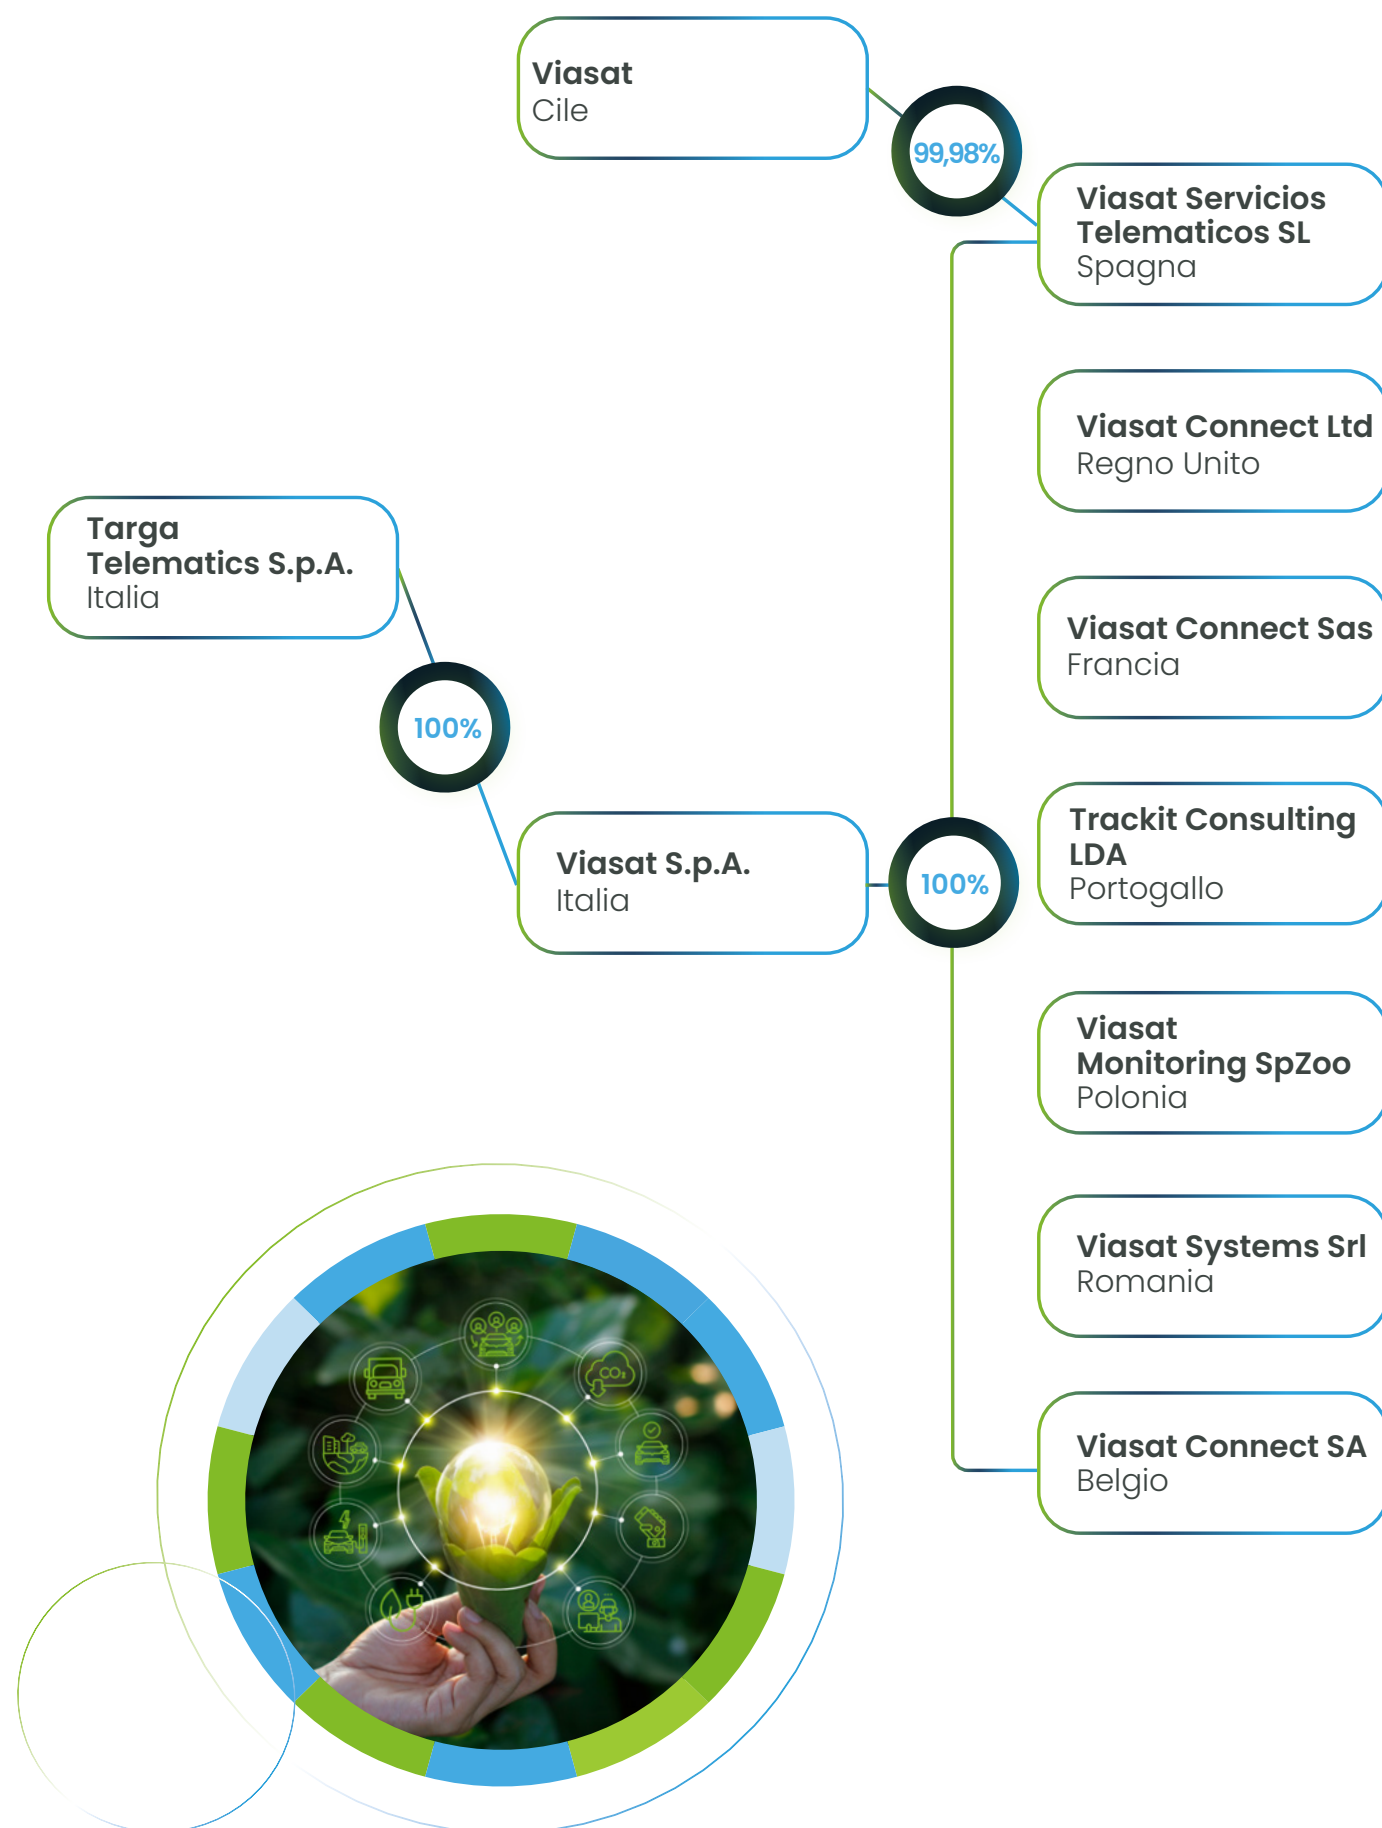 Viasat
Cile
99,98%
Viasat Servicios
Telematicos SL
Spagna
Viasat Connect Ltd
Regno Unito
Targa
Telematics S.p.A.
Italia
Viasat Connect Sas
Francia
100%
Trackit Consulting
LDA
Portogallo
Viasat S.p.A.
Italia
100%
Viasat
Monitoring SpZoo
Polonia
Viasat Systems Srl
Romania
CO₂
Viasat Connect SA
Belgio